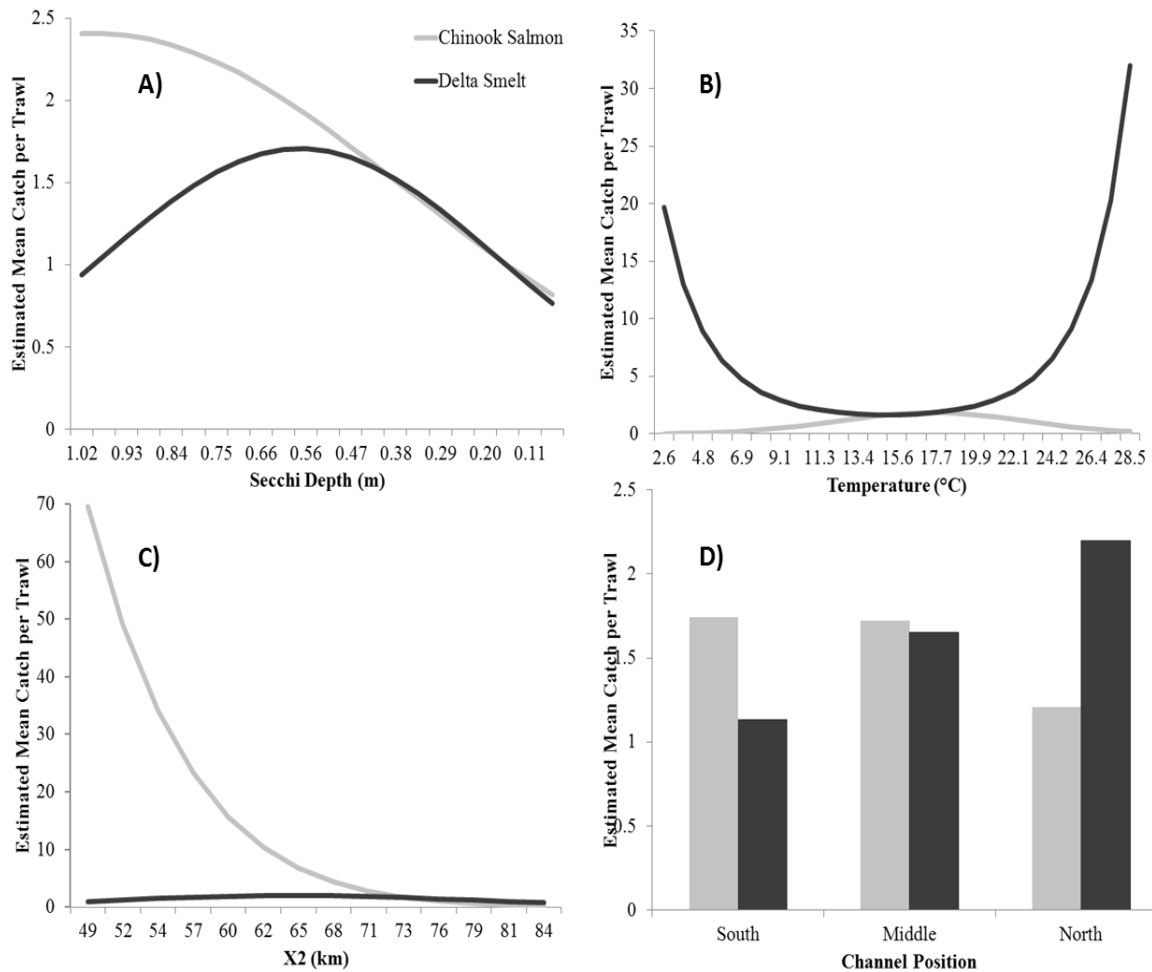 A)
Chinook Salmon
Delta Smelt
Estimated Mean Catch per Trawl
2.5
2
1.5
1
0.5
0
1.02 0.93 0.84 0.75 0.66 0.56 0.47 0.38 0.29 0.20 0.11
Secchi Depth (m)
B)
Estimated Mean Catch per Trawl
35
30
25
20
15
10
5
0
2.6 4.8 6.9 9.1 11.3 13.4 15.6 17.7 19.9 22.1 24.2 26.4 28.5
Temperature (°C)
C)
Estimated Mean Catch per Trawl
70
60
50
40
30
20
10
0
49 52 54 57 60 62 65 68 71 73 76 79 81 84
X2 (km)
D)
Estimated Mean Catch per Trawl
2.5
2
1.5
1
0.5
0
South Middle North
Channel Position